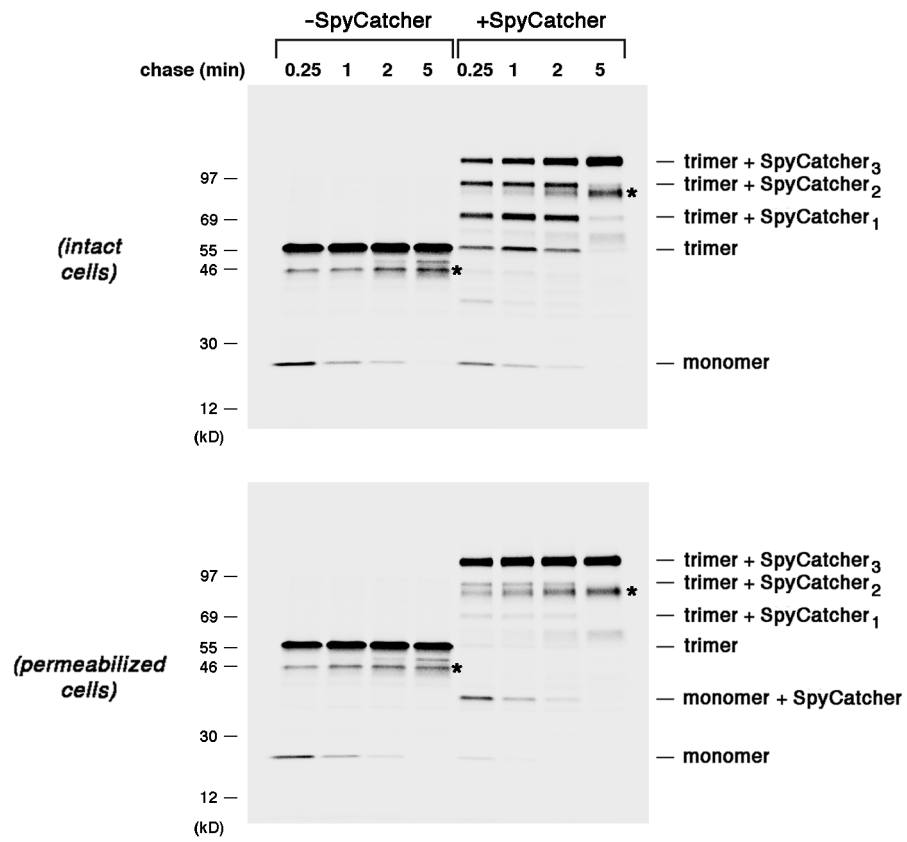 –SpyCatcher +SpyCatcher
chase (min) 0.25 1 2 5 0.25 1 2 5
trimer + SpyCatcher3
97
trimer + SpyCatcher2
*
69
trimer + SpyCatcher1
(intact
cells)
55
trimer
46
*
30
monomer
12
(kD)
trimer + SpyCatcher3
97
trimer + SpyCatcher2
*
69
trimer + SpyCatcher1
55
trimer
(permeabilized
cells)
46
*
monomer + SpyCatcher
30
monomer
12
(kD)